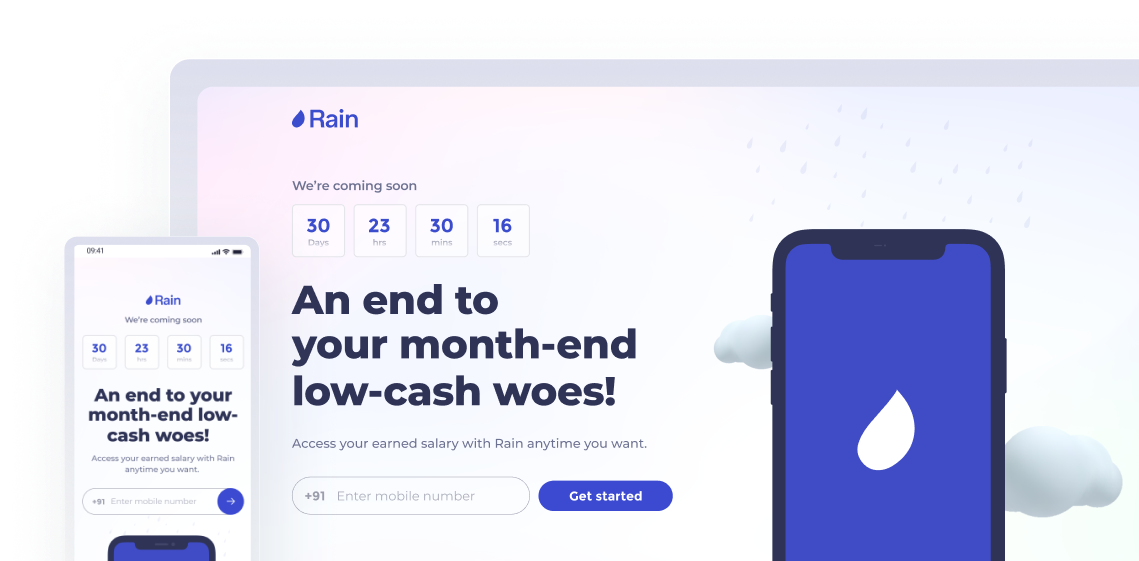 Rain
We're coming soon
30 23 30 16
Days hrs mins secs
An end to
your month-end
low-cash woes!
Access your earned salary with Rain anytime you want.
+91 Enter mobile number Get started
09:41
Rain
We're coming soon
30 23 30 16
Days hrs mins secs
An end to your
month-end low-
cash woes!
Access your earned salary with Rain
anytime you want.
+91 Enter mobile number